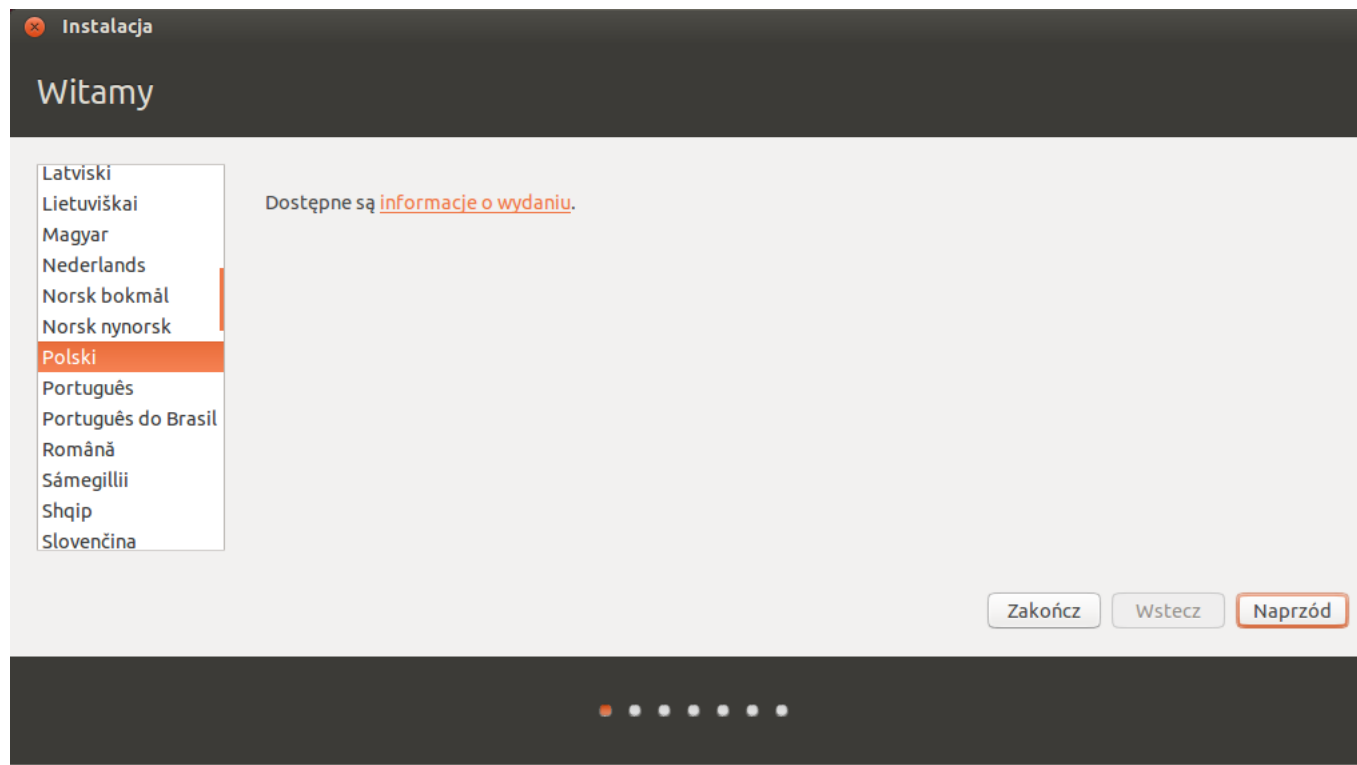 Instalacja
Witamy
Latviski
Lietuviškai
Magyar
Nederlands
Norsk bokmål
Norsk nynorsk
Polski
Português
Português do Brasil
Română
Sámegillii
Shqip
Slovenčina
Dostępne są informacje o wydaniu.
Zakończ Wstecz Naprzód